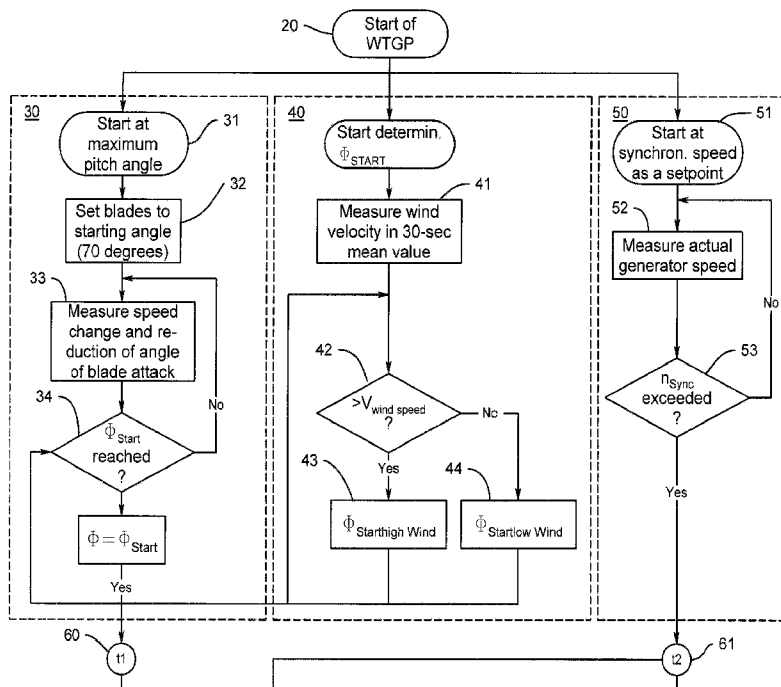 20
Start of
WTGP
30
31
Start at
maximum
pitch angle
32
Set blades to
starting angle
(70 degrees)
33
Measure speed
change and re-
duction of angle
of blade attack
34
No
ΦStart
reached
?
Φ=ΦStart
Yes
60
t1
40
Start determin.
ΦSTART
41
Measure wind
velocity in 30-sec
mean value
42
>Vwind speed
?
No
43
Yes
44
ΦStarthigh Wind
ΦStartlow Wind
50
51
Start at
synchron. speed
as a setpoint
52
Measure actual
generator speed
No
53
nSync
exceeded
?
Yes
61
t2